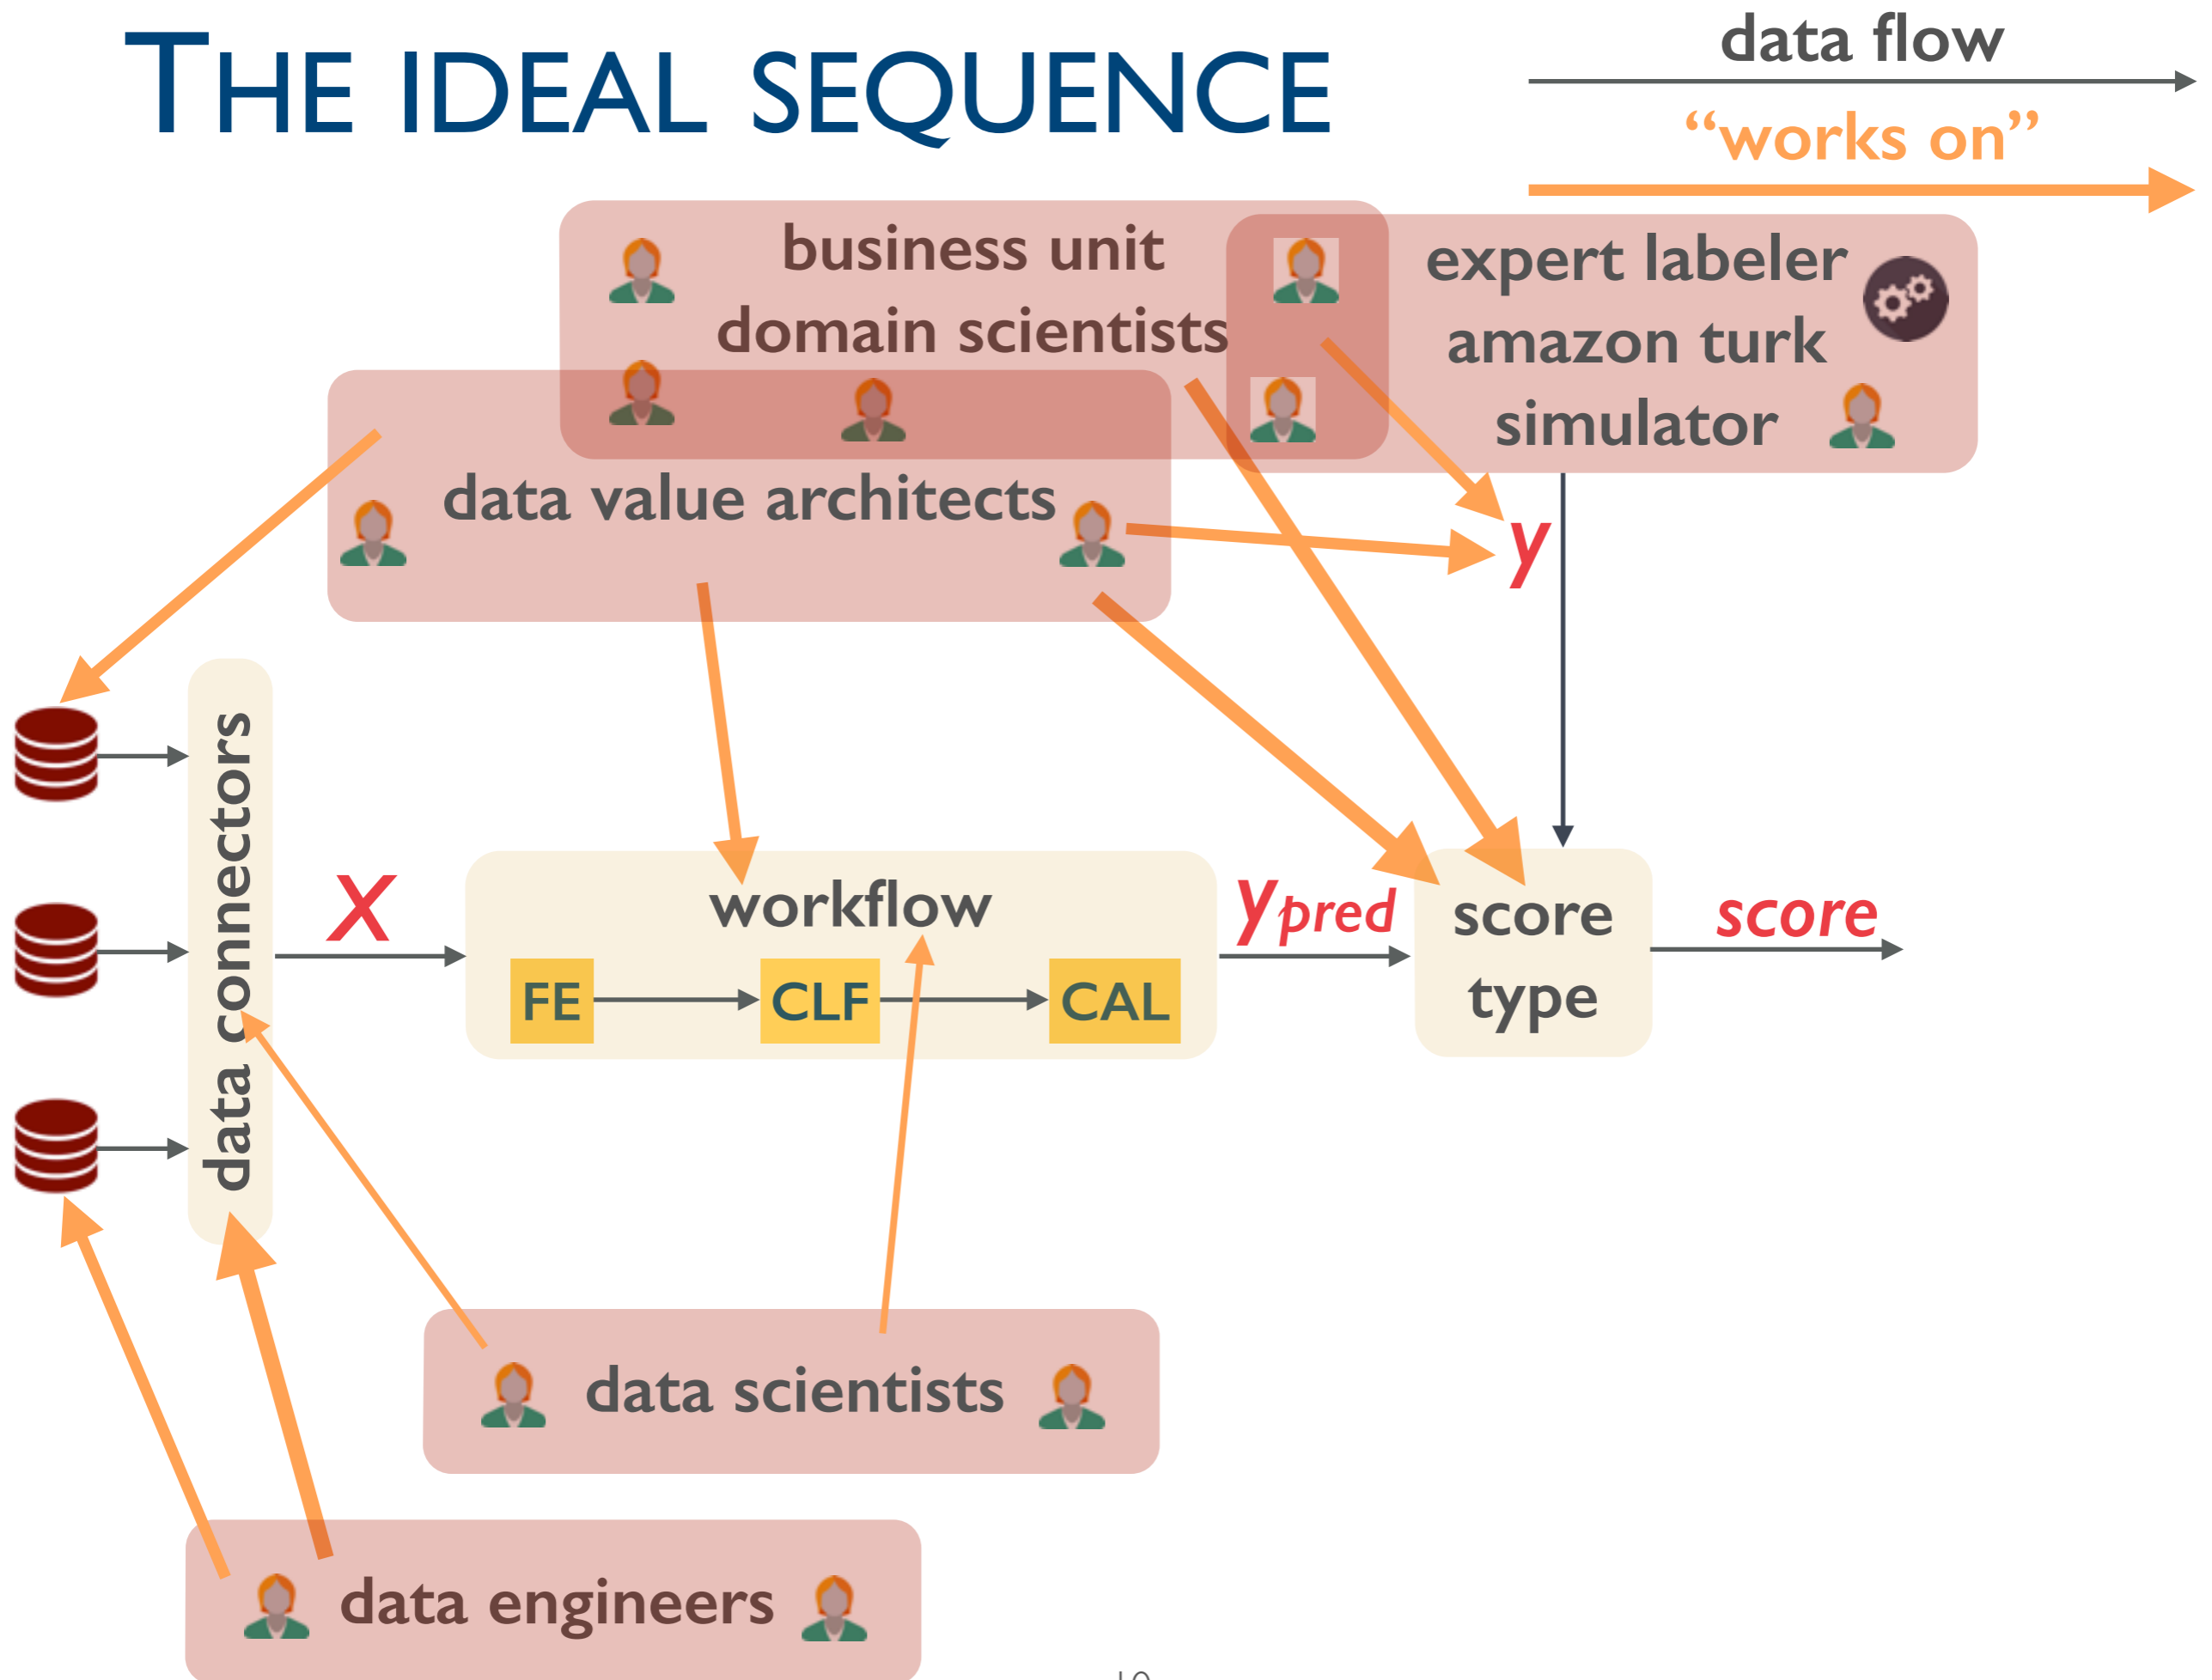 THE IDEAL SEQUENCE
data flow
“works on”
business unit
domain scientists
expert labeler
amazon turk
simulator
data value architects
y
data connectors
X
workflow
FE
CLF
CAL
ypred
score
type
score
data scientists
data engineers